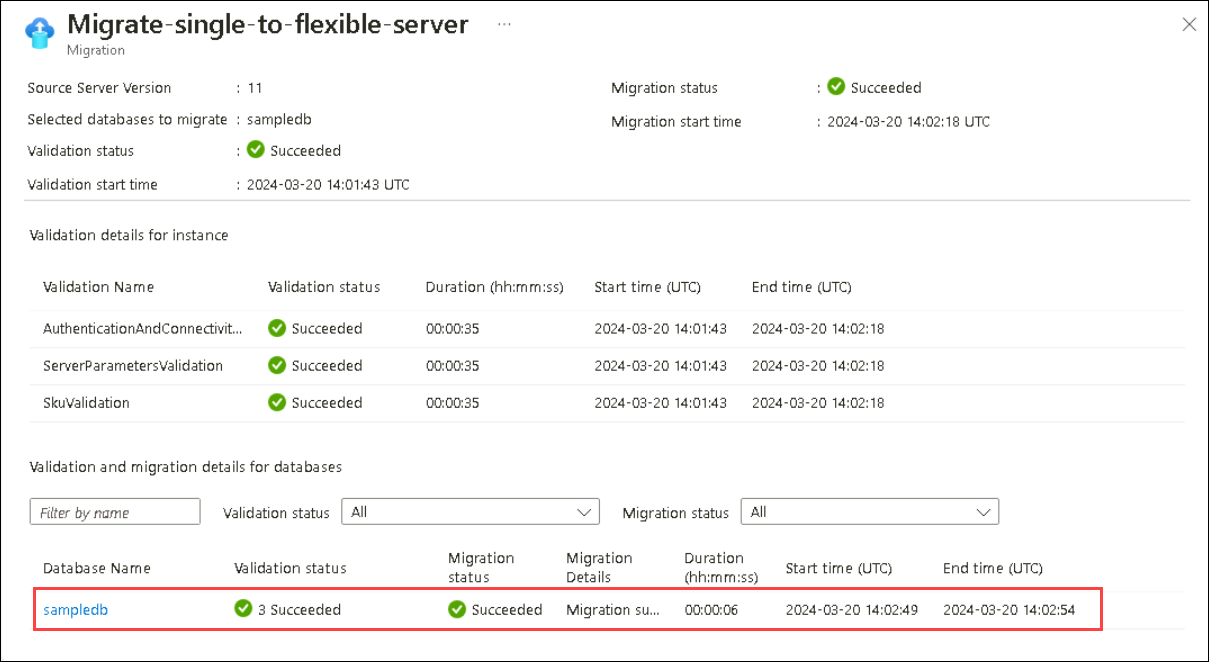 Migrate-single-to-flexible-server ...
Migration
Source Server Version : 11
Migration status : Succeeded
Selected databases to migrate : sampledb
Migration start time : 2024-03-20 14:02:18 UTC
Validation status : Succeeded
Validation start time : 2024-03-20 14:01:43 UTC
Validation details for instance
Validation Name Validation status Duration (hh:mm:ss) Start time (UTC) End time (UTC)
AuthenticationAndConnectivit... Succeeded 00:00:35 2024-03-20 14:01:43 2024-03-20 14:02:18
ServerParametersValidation Succeeded 00:00:35 2024-03-20 14:01:43 2024-03-20 14:02:18
SkuValidation Succeeded 00:00:35 2024-03-20 14:01:43 2024-03-20 14:02:18
Validation and migration details for databases
Filter by name Validation status All Migration status All
Database Name Validation status Migration status Migration Details Duration (hh:mm:ss) Start time (UTC) End time (UTC)
sampledb 3 Succeeded Succeeded Migration su... 00:00:06 2024-03-20 14:02:49 2024-03-20 14:02:54